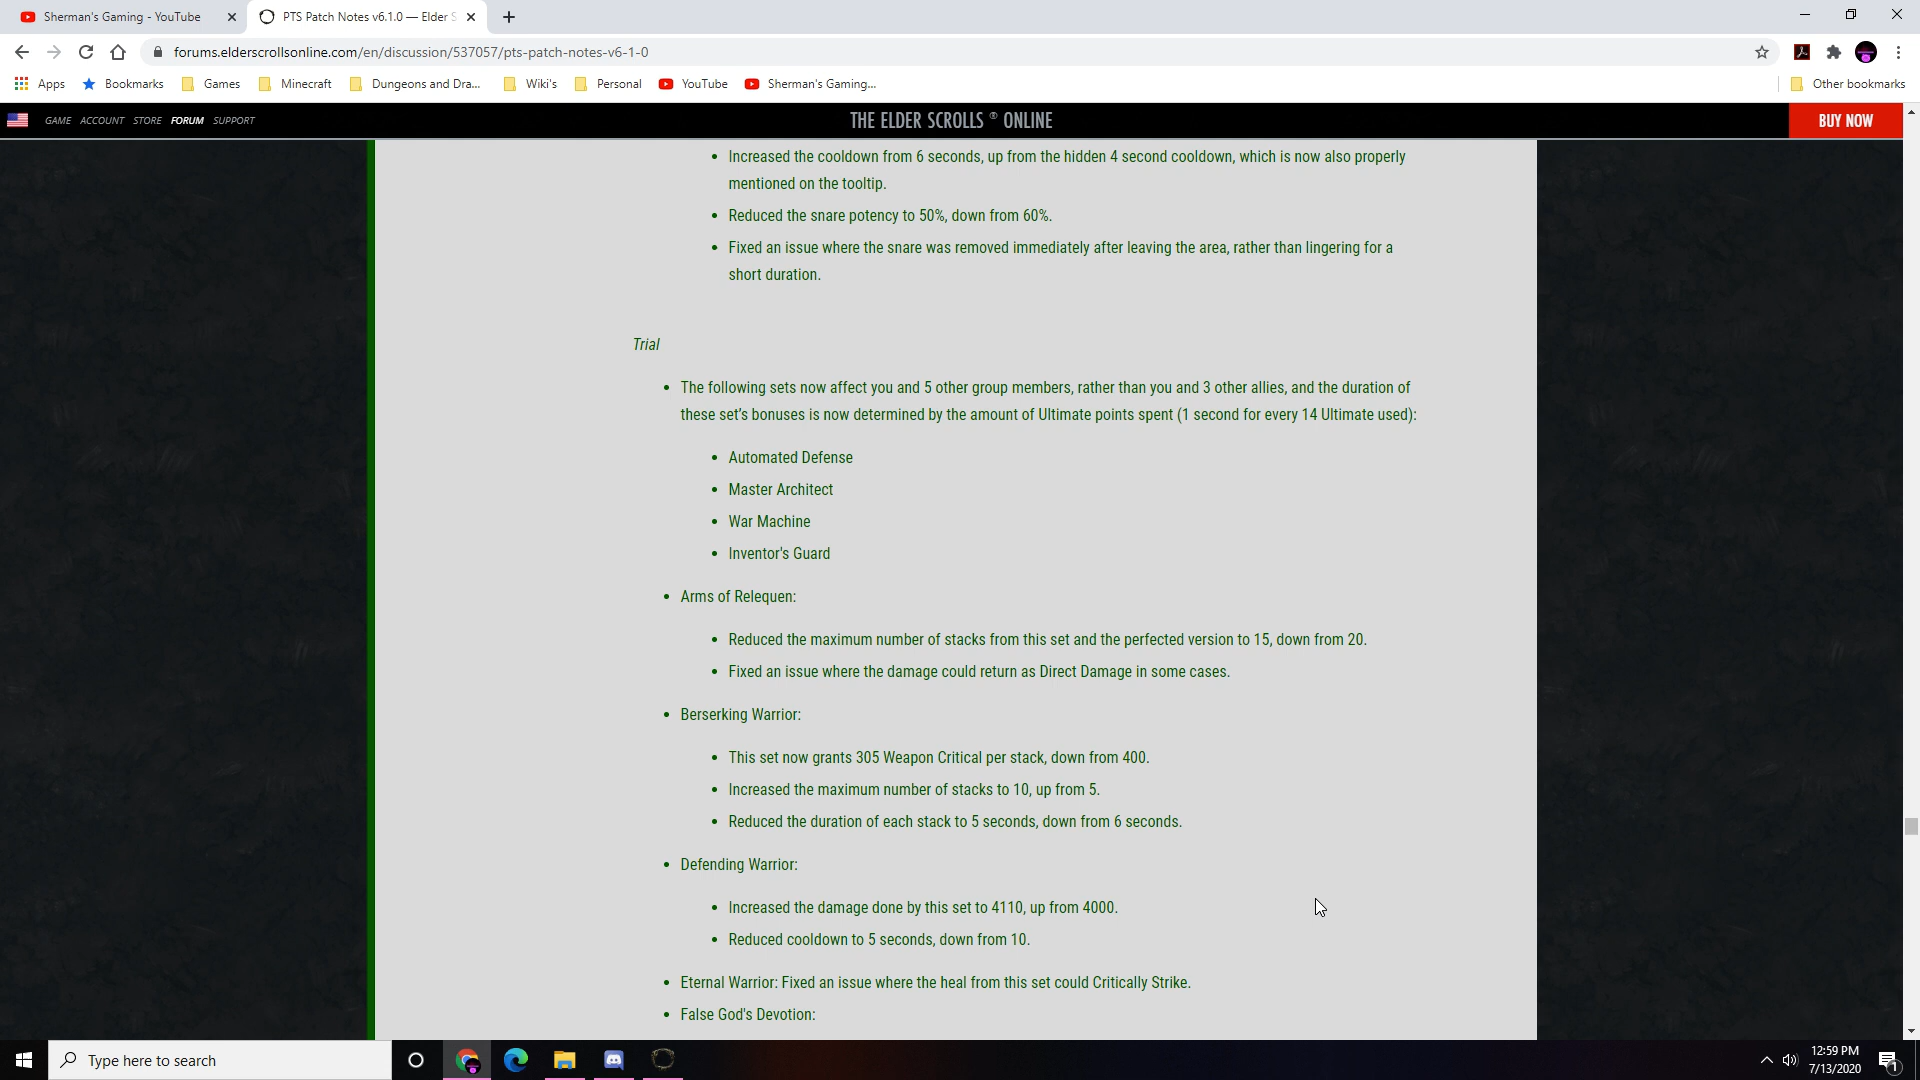 Sherman's Gaming - YouTube
PTS Patch Notes v6.1.0 — Elder S
forums.elderscrollsonline.com/en/discussion/537057/pts-patch-notes-v6-1-0
Apps Bookmarks Games Minecraft Dungeons and Dra... Wiki's Personal YouTube Sherman's Gaming... Other bookmarks
GAME ACCOUNT STORE FORUM SUPPORT THE ELDER SCROLLS ® ONLINE BUY NOW
• Increased the cooldown from 6 seconds, up from the hidden 4 second cooldown, which is now also properly
mentioned on the tooltip.
• Reduced the snare potency to 50%, down from 60%.
• Fixed an issue where the snare was removed immediately after leaving the area, rather than lingering for a
short duration.
Trial
• The following sets now affect you and 5 other group members, rather than you and 3 other allies, and the duration of
these set's bonuses is now determined by the amount of Ultimate points spent (1 second for every 14 Ultimate used):
• Automated Defense
• Master Architect
• War Machine
• Inventor's Guard
• Arms of Relequen:
• Reduced the maximum number of stacks from this set and the perfected version to 15, down from 20.
• Fixed an issue where the damage could return as Direct Damage in some cases.
• Berserking Warrior:
• This set now grants 305 Weapon Critical per stack, down from 400.
• Increased the maximum number of stacks to 10, up from 5.
• Reduced the duration of each stack to 5 seconds, down from 6 seconds.
• Defending Warrior:
• Increased the damage done by this set to 4110, up from 4000.
• Reduced cooldown to 5 seconds, down from 10.
• Eternal Warrior: Fixed an issue where the heal from this set could Critically Strike.
• False God's Devotion:
Type here to search
12:59 PM
7/13/2020
1